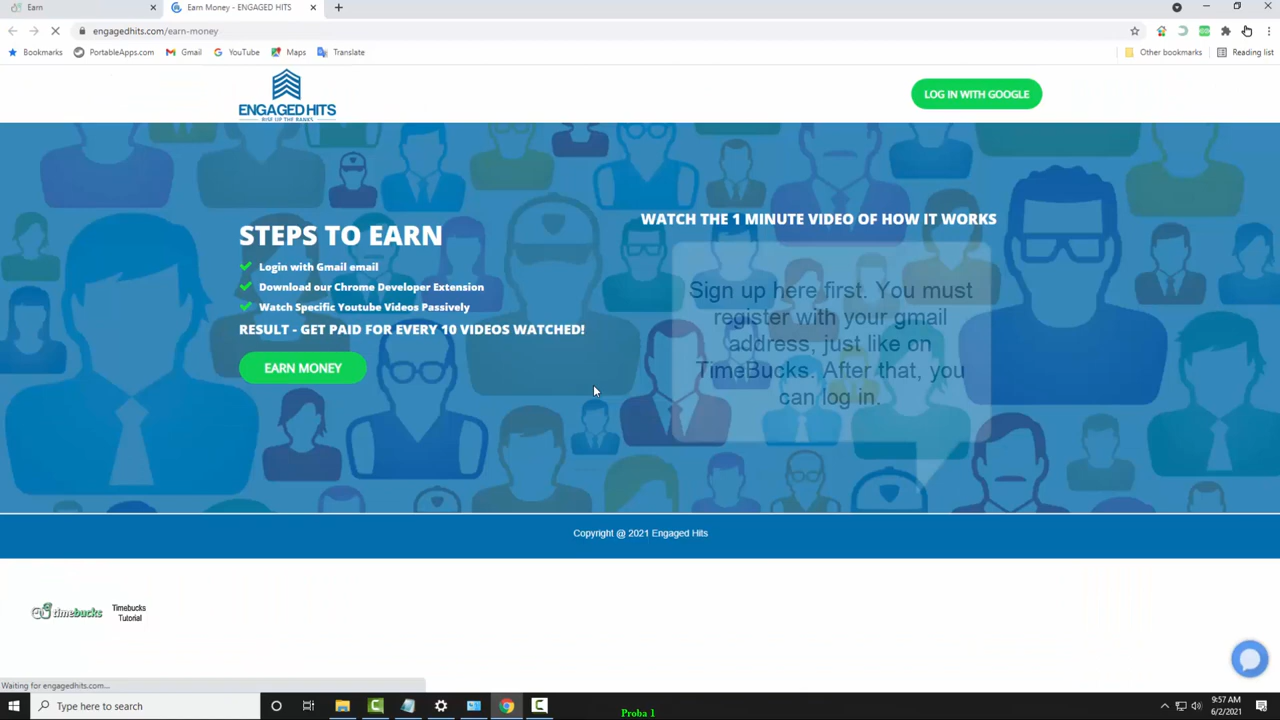 Earn
Earn Money - ENGAGED HITS
engagedhits.com/earn-money
Bookmarks
PortableApps.com
Gmail
YouTube
Maps
Translate
Other bookmarks
Reading list
ENGAGED HITS
RISE UP THE RANKS
LOG IN WITH GOOGLE
STEPS TO EARN
Login with Gmail email
Download our Chrome Developer Extension
Watch Specific Youtube Videos Passively
RESULT - GET PAID FOR EVERY 10 VIDEOS WATCHED!
EARN MONEY
WATCH THE 1 MINUTE VIDEO OF HOW IT WORKS
Sign up here first. You must
register with your gmail
address, just like on
TimeBucks. After that, you
can log in.
Copyright @ 2021 Engaged Hits
timebucks
Timebucks
Tutorial
Waiting for engagedhits.com...
Type here to search
9:57 AM
6/2/2021
Proba 1